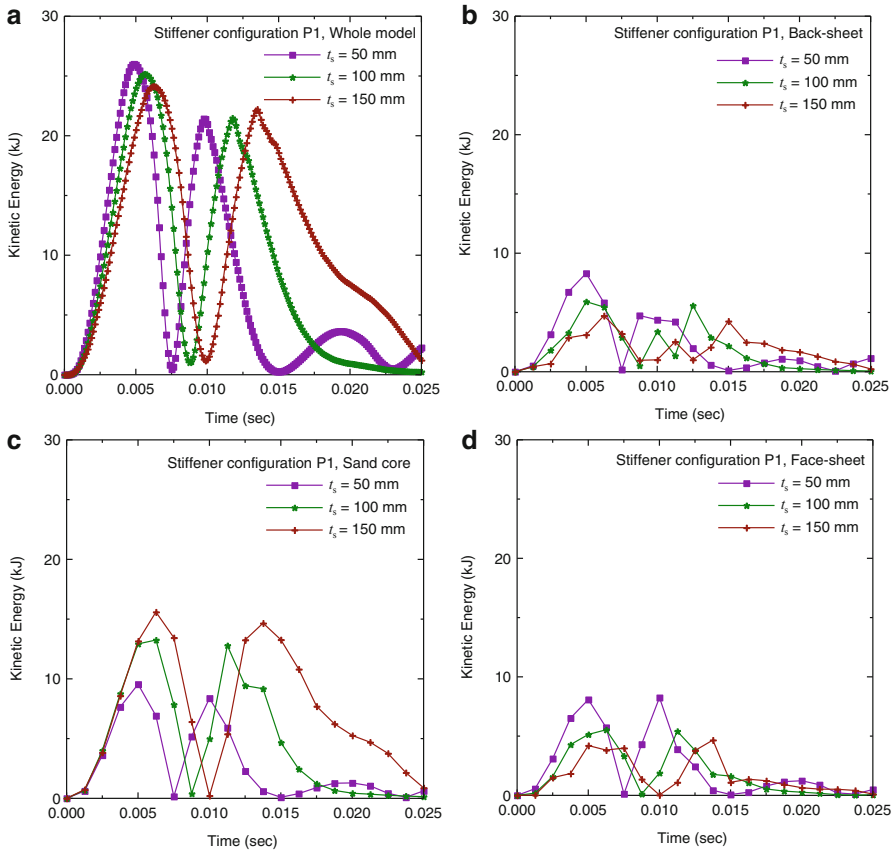 a
Stiffener configuration P1, Whole model
tₛ = 50 mm
tₛ = 100 mm
tₛ = 150 mm
Kinetic Energy (kJ)
30
20
10
0
0.000 0.005 0.010 0.015 0.020 0.025
Time (sec)
b
Stiffener configuration P1, Back-sheet
tₛ = 50 mm
tₛ = 100 mm
tₛ = 150 mm
Kinetic Energy (kJ)
30
20
10
0
0.000 0.005 0.010 0.015 0.020 0.025
Time (sec)
c
Stiffener configuration P1, Sand core
tₛ = 50 mm
tₛ = 100 mm
tₛ = 150 mm
Kinetic Energy (kJ)
30
20
10
0
0.000 0.005 0.010 0.015 0.020 0.025
Time (sec)
d
Stiffener configuration P1, Face-sheet
tₛ = 50 mm
tₛ = 100 mm
tₛ = 150 mm
Kinetic Energy (kJ)
30
20
10
0
0.000 0.005 0.010 0.015 0.020 0.025
Time (sec)